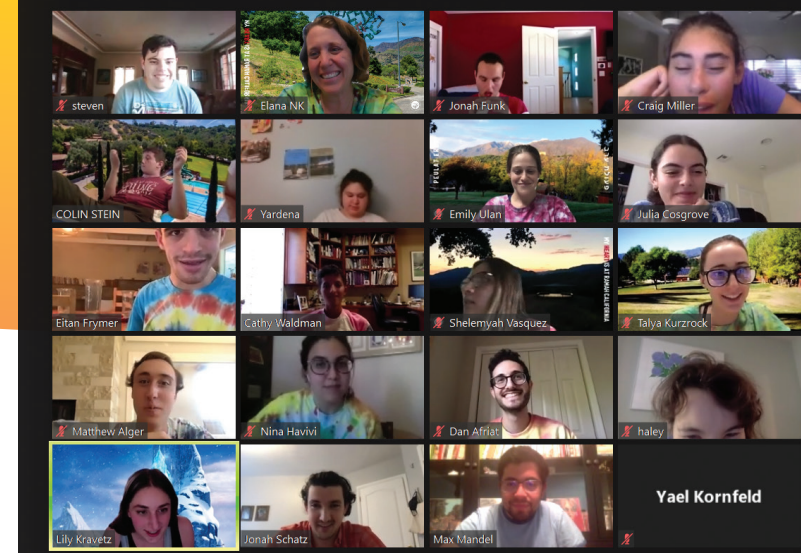 steven
Elana NK
Jonah Funk
Craig Miller
COLIN STEIN
Yardena
Emily Ulan
Julia Cosgrove
Eitan Frymer
Cathy Waldman
Shelemyah Vasquez
Talya Kurzrock
Matthew Alger
Nina Havivi
Dan Afriat
haley
Lily Kravetz
Jonah Schatz
Max Mandel
Yael Kornfeld